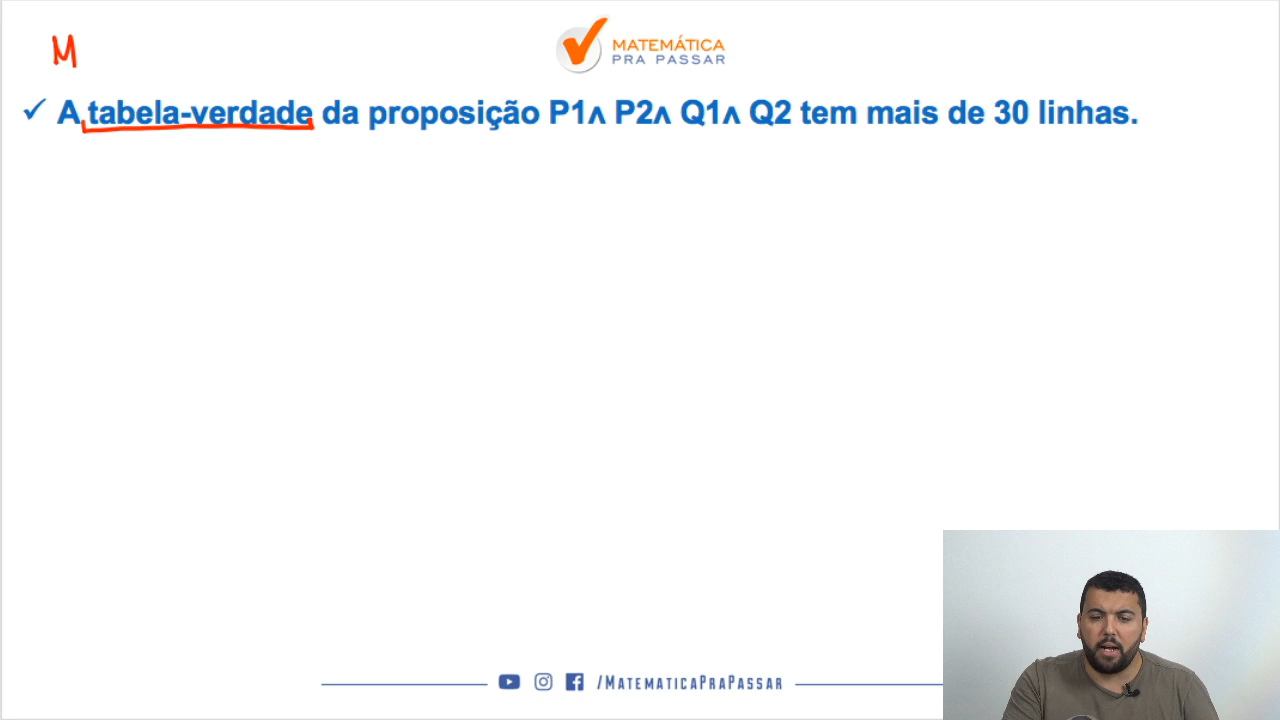 M
MATEMÁTICA
PRA PASSAR
✓ A tabela-verdade da proposição P1∧ P2∧ Q1∧ Q2 tem mais de 30 linhas.
/MATEMATICAPRAPASSAR